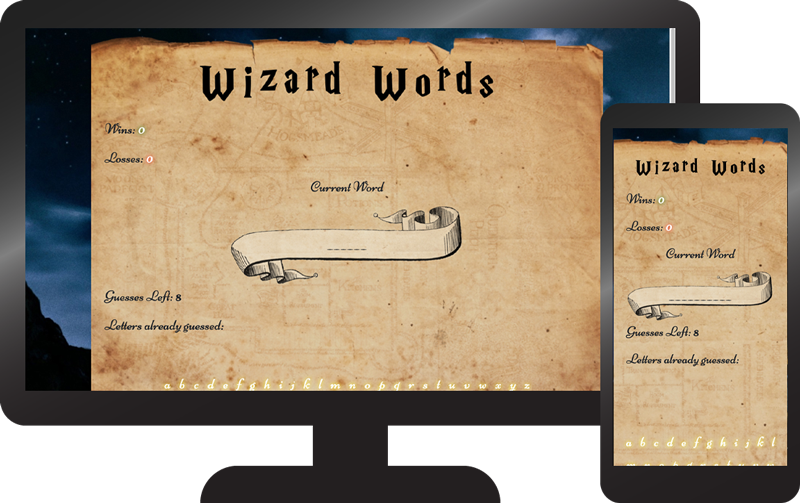 Wizard Words
Wins: 0
Losses: 0
Current Word
Guesses Left: 8
Letters already guessed:
a b c d e f g h i j k l m n o p q r s t u v w x y z
Wizard Words
Wins: 0
Losses: 0
Current Word
Guesses Left: 8
Letters already guessed:
a b c d e f g h i j k l